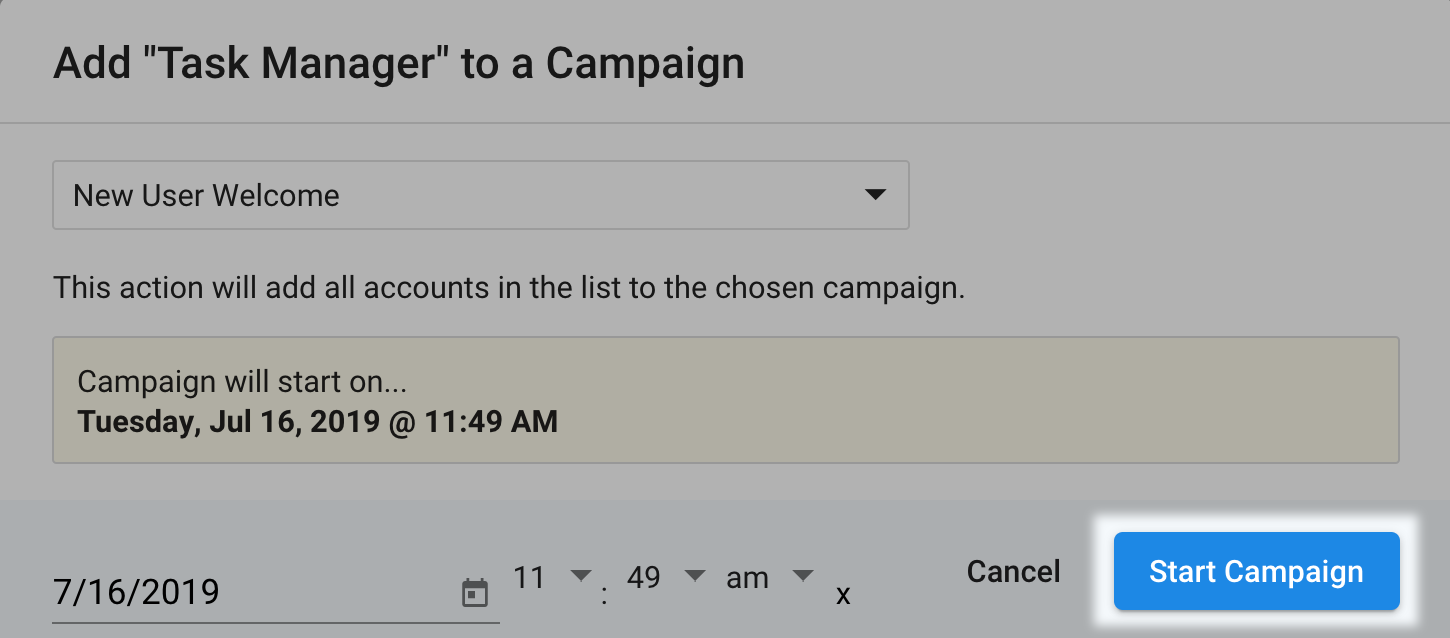 Add "Task Manager" to a Campaign
New User Welcome
This action will add all accounts in the list to the chosen campaign.
Campaign will start on...
Tuesday, Jul 16, 2019 @ 11:49 AM
7/16/2019 11 : 49 am x Cancel Start Campaign